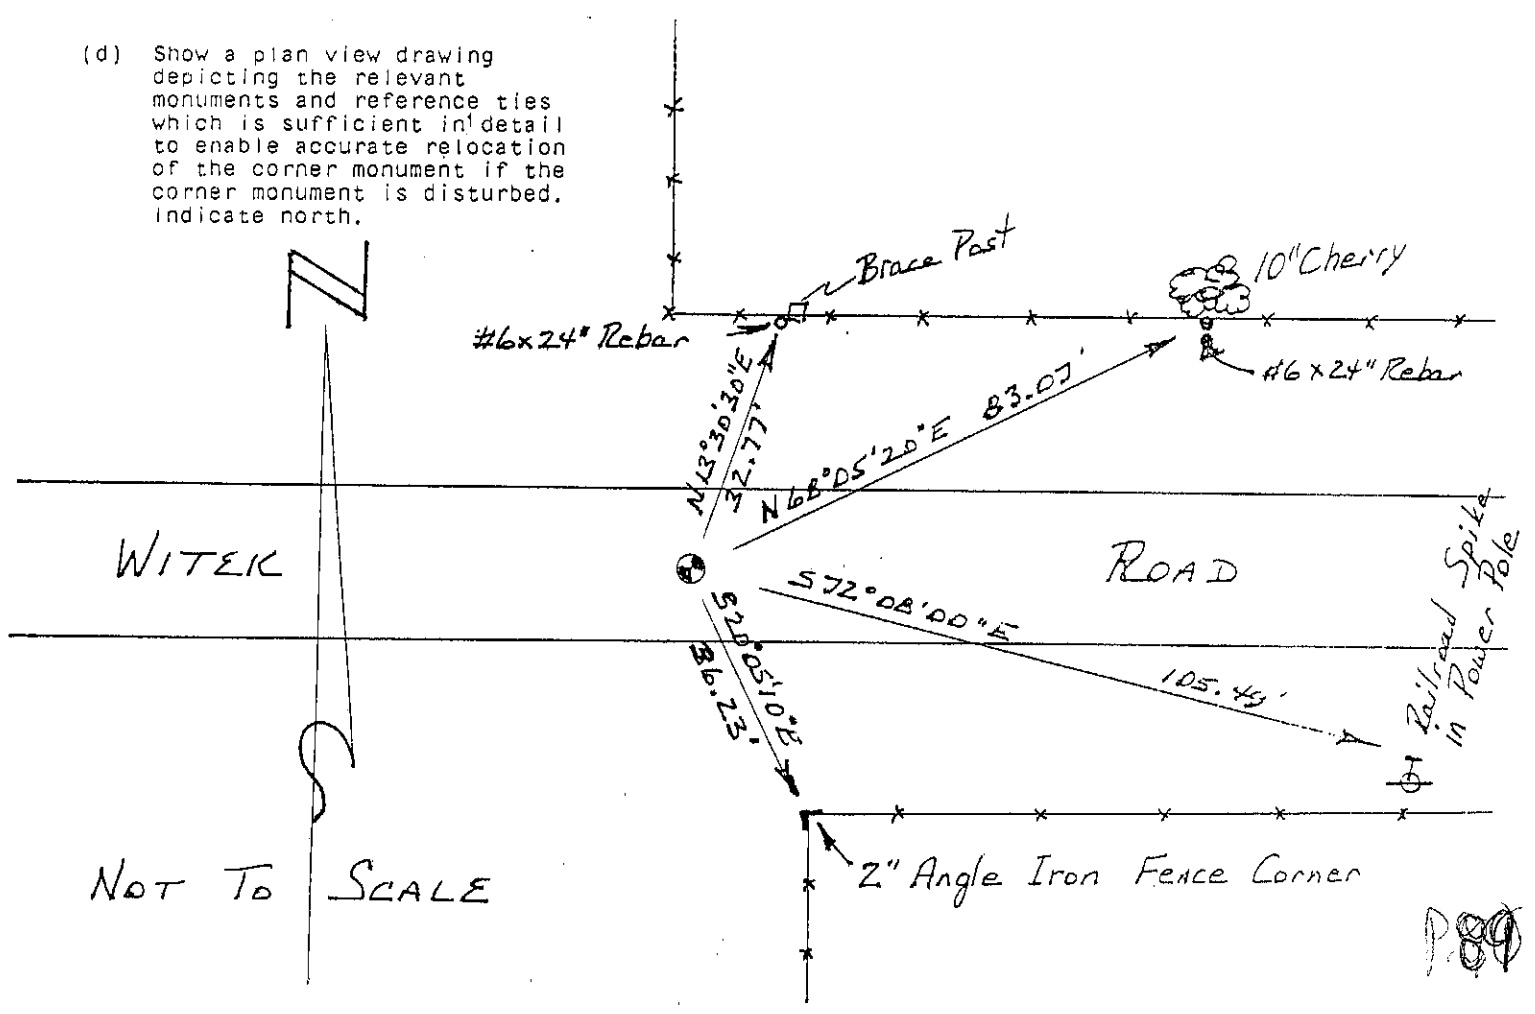 (d) Show a plan view drawing
depicting the relevant
monuments and reference ties
which is sufficient in detail
to enable accurate relocation
of the corner monument if the
corner monument is disturbed.
Indicate north.
N
Brace Post
10" Cherry
#6x24" Rebar
#6x24" Rebar
N13°30'30"E
32.77'
N68°05'20"E 83.07'
WITEK
ROAD
S72°08'00"E
105.49'
S20°05'10"E
36.23'
Railroad Spike
in Power Pole
S
2" Angle Iron Fence Corner
NOT TO SCALE